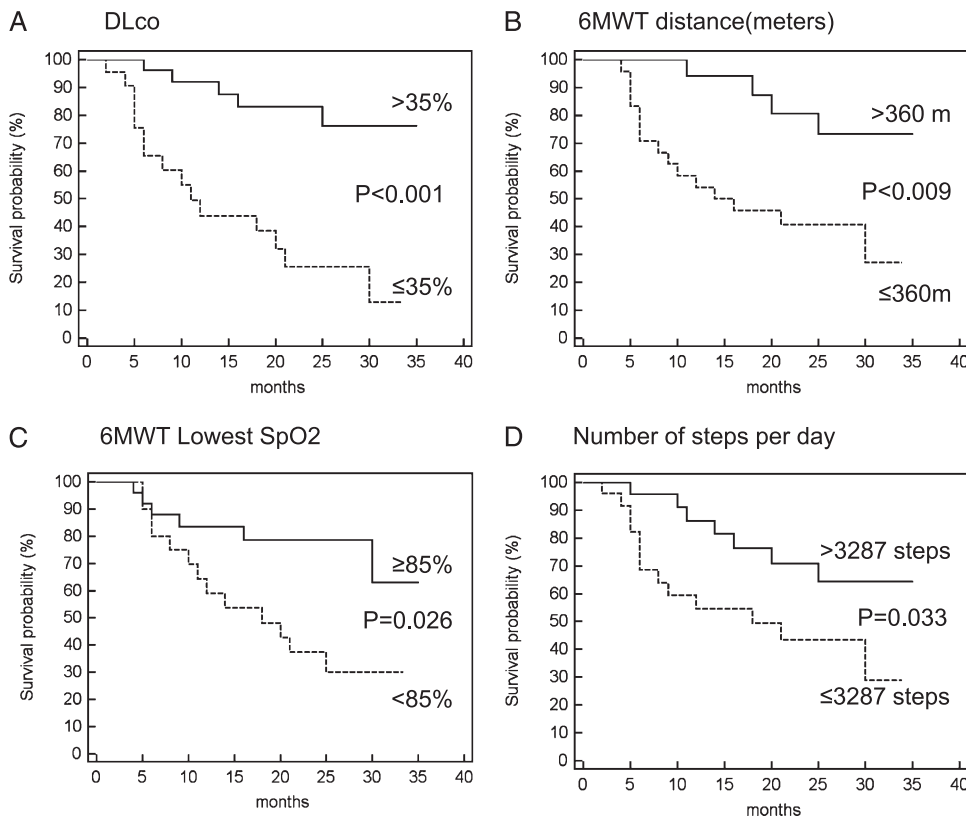 A DLco
Survival probability (%)
100
90
80
70
60
50
40
30
20
10
0
>35%
P<0.001
≤35%
0 5 10 15 20 25 30 35 40
months
B 6MWT distance(meters)
Survival probability (%)
100
90
80
70
60
50
40
30
20
10
0
>360 m
P<0.009
≤360m
0 5 10 15 20 25 30 35 40
months
C 6MWT Lowest SpO2
Survival probability (%)
100
90
80
70
60
50
40
30
20
10
0
≥85%
P=0.026
<85%
0 5 10 15 20 25 30 35 40
months
D Number of steps per day
Survival probability (%)
100
90
80
70
60
50
40
30
20
10
0
>3287 steps
P=0.033
≤3287 steps
0 5 10 15 20 25 30 35 40
months